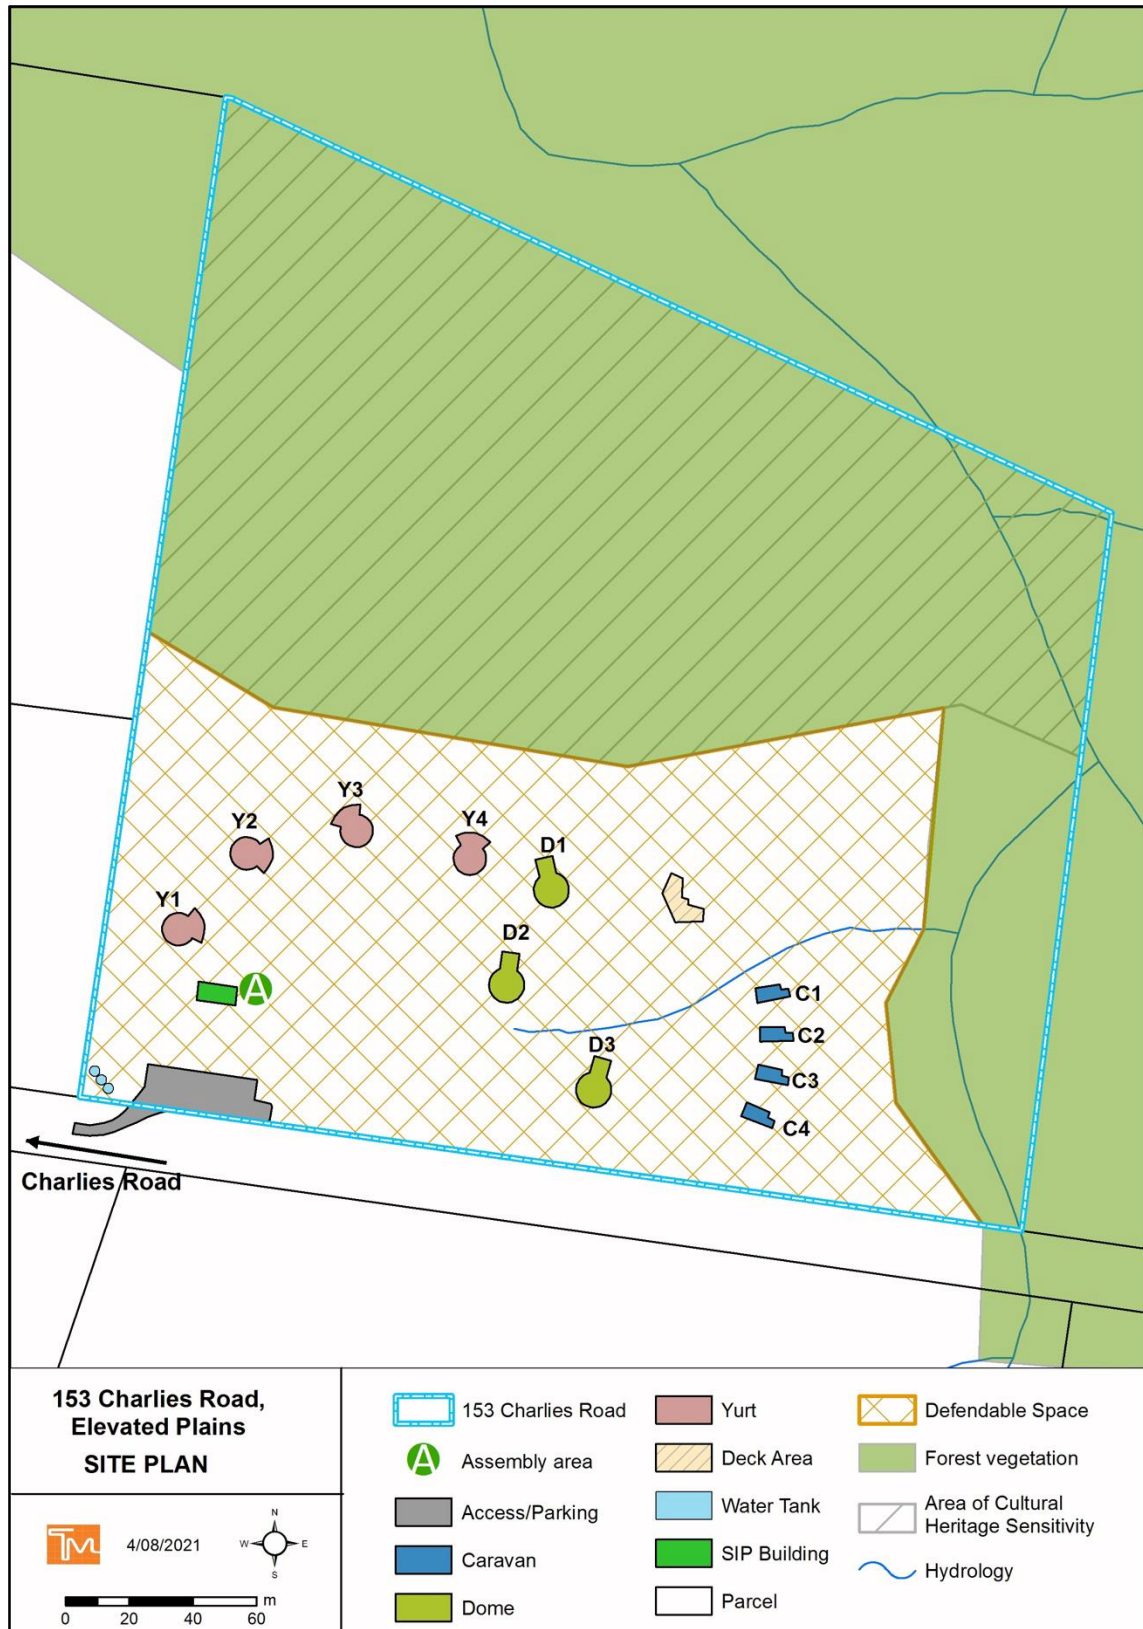 Y3
Y2
Y4
D1
Y1
D2
A
C1
C2
D3
C3
C4
Charlies Road
153 Charlies Road,
Elevated Plains
SITE PLAN
TM
4/08/2021
N
W
E
S
m
0 20 40 60
153 Charlies Road
A
Assembly area
Access/Parking
Caravan
Dome
Yurt
Deck Area
Water Tank
SIP Building
Parcel
Defendable Space
Forest vegetation
Area of Cultural
Heritage Sensitivity
Hydrology